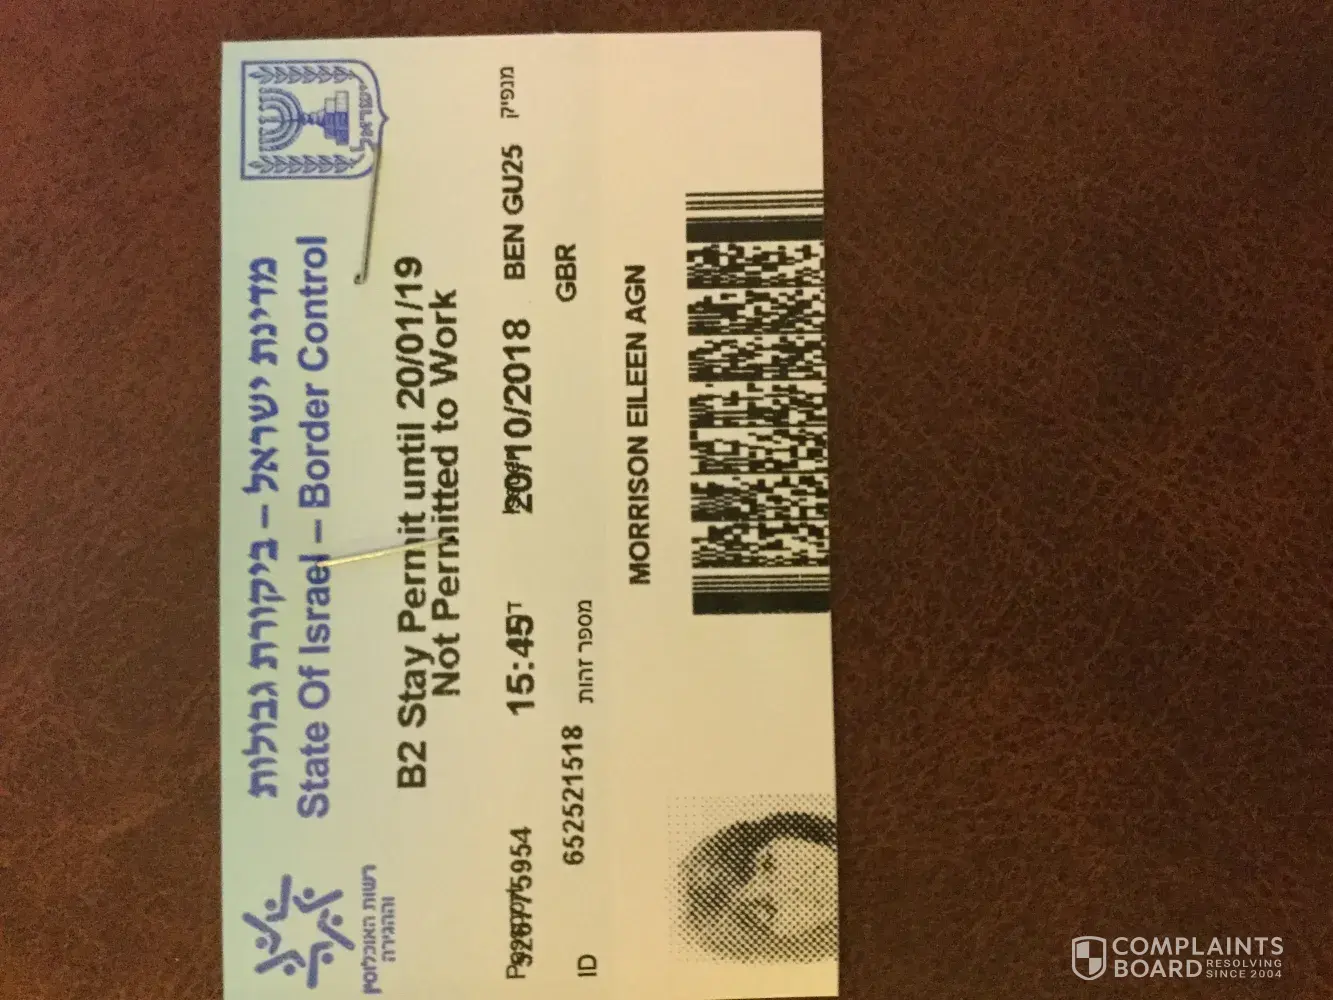 מדינת ישראל – ביקורת גבולות
State Of Israel – Border Control
ישראל
רשות האוכלוסין
וההגירה
B2 Stay Permit until 20/01/19
Not Permitted to Work
15:45 20/10/2018 BEN GU25 מנפיק
ID 652521518 מספר זהות GBR
MORRISON EILEEN AGN
COMPLAINTS
BOARD RESOLVING
SINCE 2004